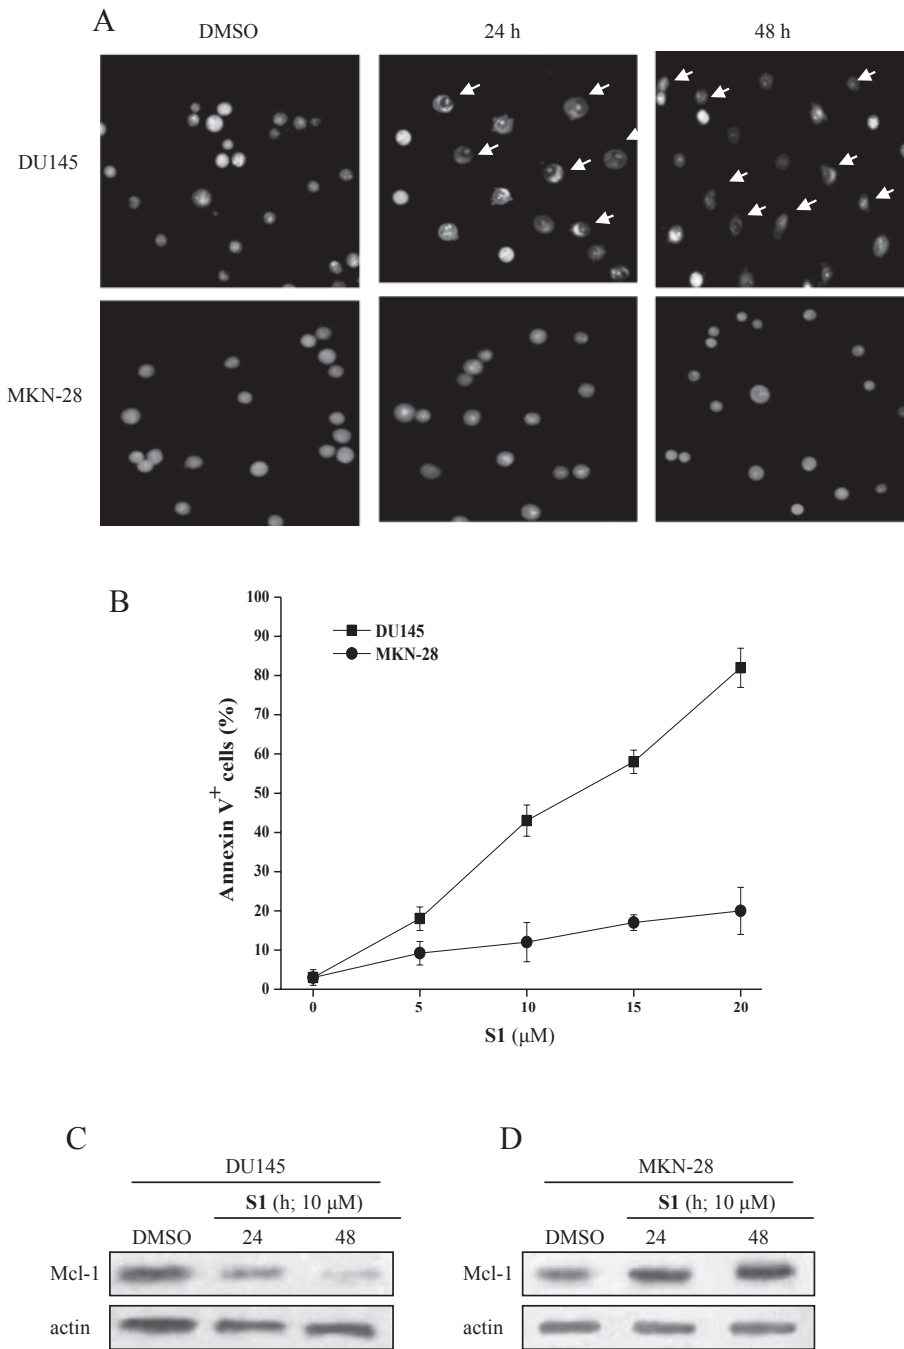 A
DMSO
24 h
48 h
DU145
MKN-28
B
100
90
80
70
60
50
40
30
20
10
0
Annexin V+ cells (%)
DU145
MKN-28
0
5
10
15
20
S1 (μM)
C
DU145
S1 (h; 10 μM)
DMSO
24
48
Mcl-1
actin
D
MKN-28
S1 (h; 10 μM)
DMSO
24
48
Mcl-1
actin